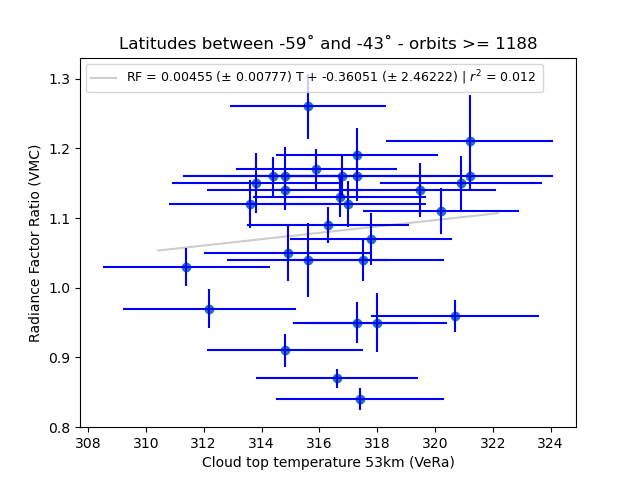 Latitudes between -59˚ and -43˚ - orbits >= 1188
RF = 0.00455 (± 0.00777) T + -0.36051 (± 2.46222) | r² = 0.012
Radiance Factor Ratio (VMC)
1.3
1.2
1.1
1.0
0.9
0.8
308 310 312 314 316 318 320 322 324
Cloud top temperature 53km (VeRa)